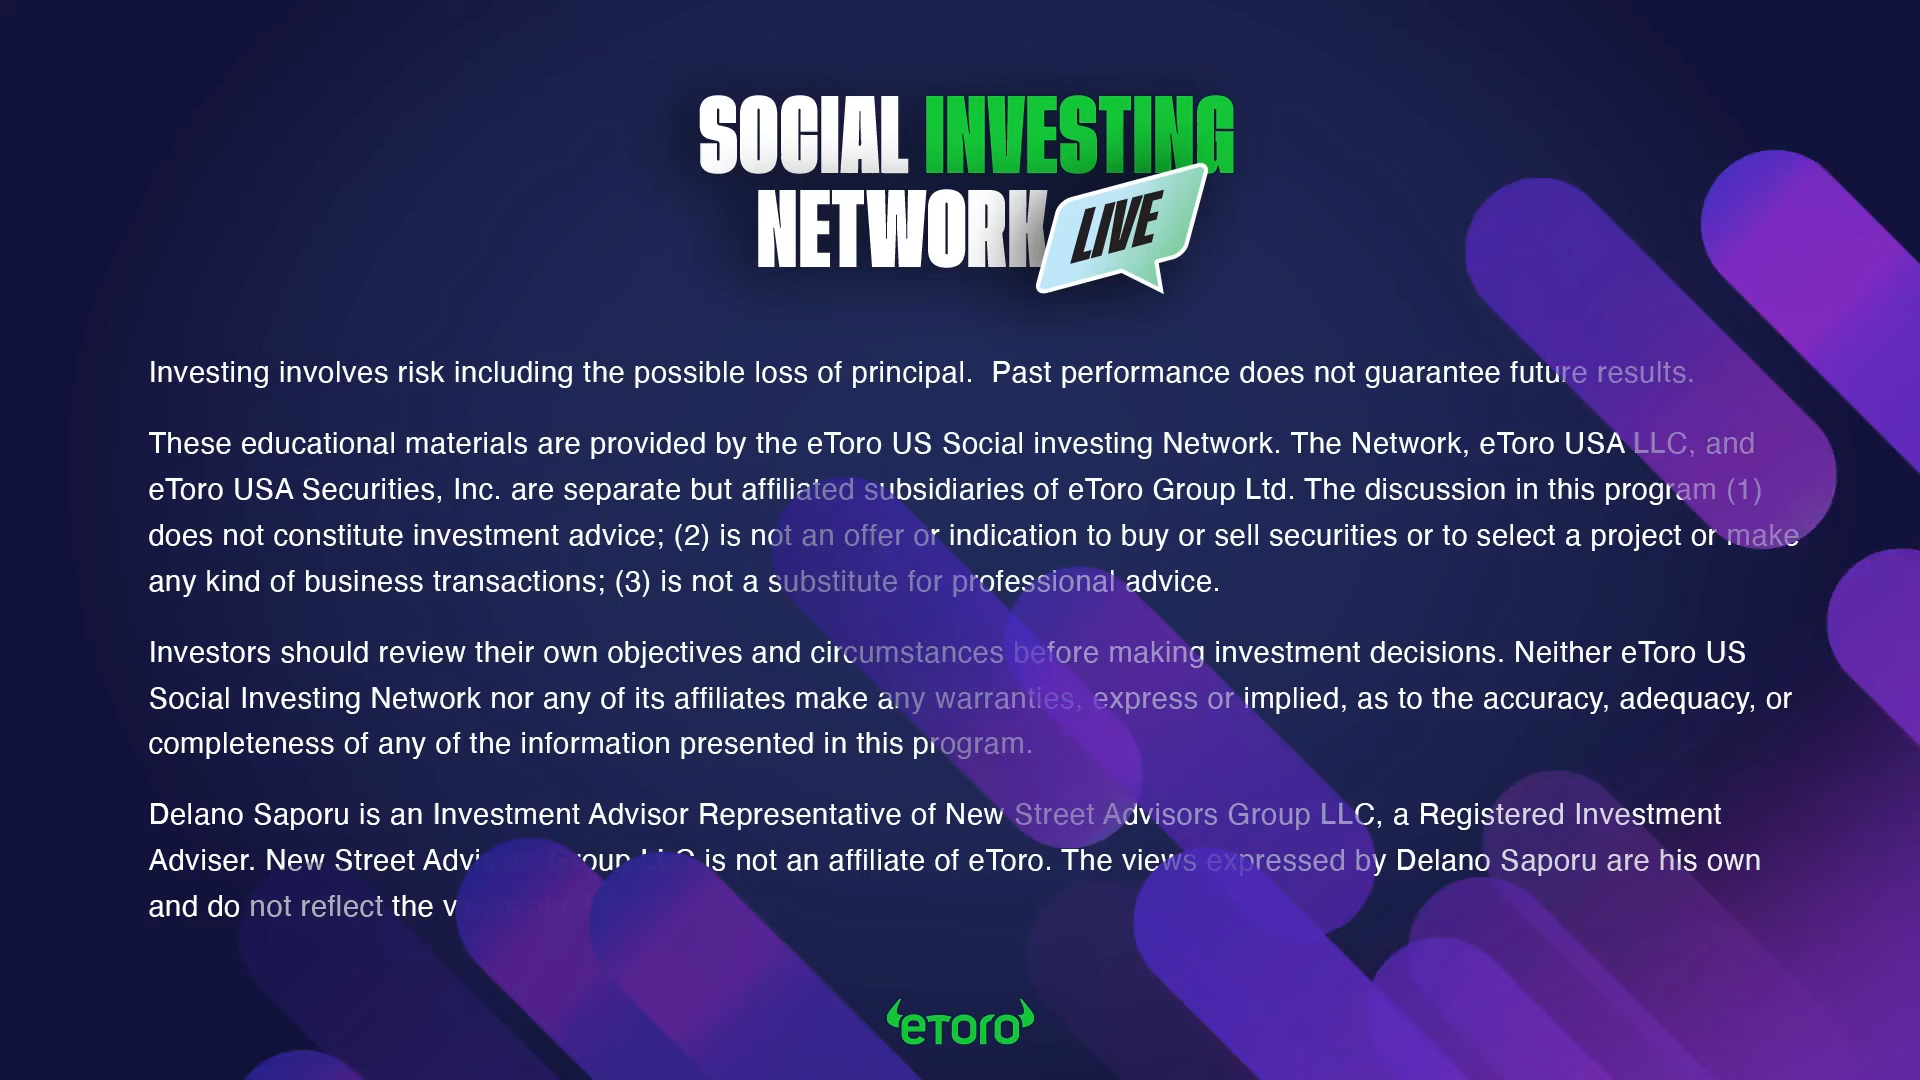 SOCIAL INVESTING
NETWORK LIVE
Investing involves risk including the possible loss of principal.  Past performance does not guarantee future results.
These educational materials are provided by the eToro US Social investing Network. The Network, eToro USA LLC, and
eToro USA Securities, Inc. are separate but affiliated subsidiaries of eToro Group Ltd. The discussion in this program (1)
does not constitute investment advice; (2) is not an offer or indication to buy or sell securities or to select a project or make
any kind of business transactions; (3) is not a substitute for professional advice.
Investors should review their own objectives and circumstances before making investment decisions. Neither eToro US
Social Investing Network nor any of its affiliates make any warranties, express or implied, as to the accuracy, adequacy, or
completeness of any of the information presented in this program.
Delano Saporu is an Investment Advisor Representative of New Street Advisors Group LLC, a Registered Investment
Adviser. New Street Advisors Group LLC is not an affiliate of eToro. The views expressed by Delano Saporu are his own
and do not reflect the
eToro